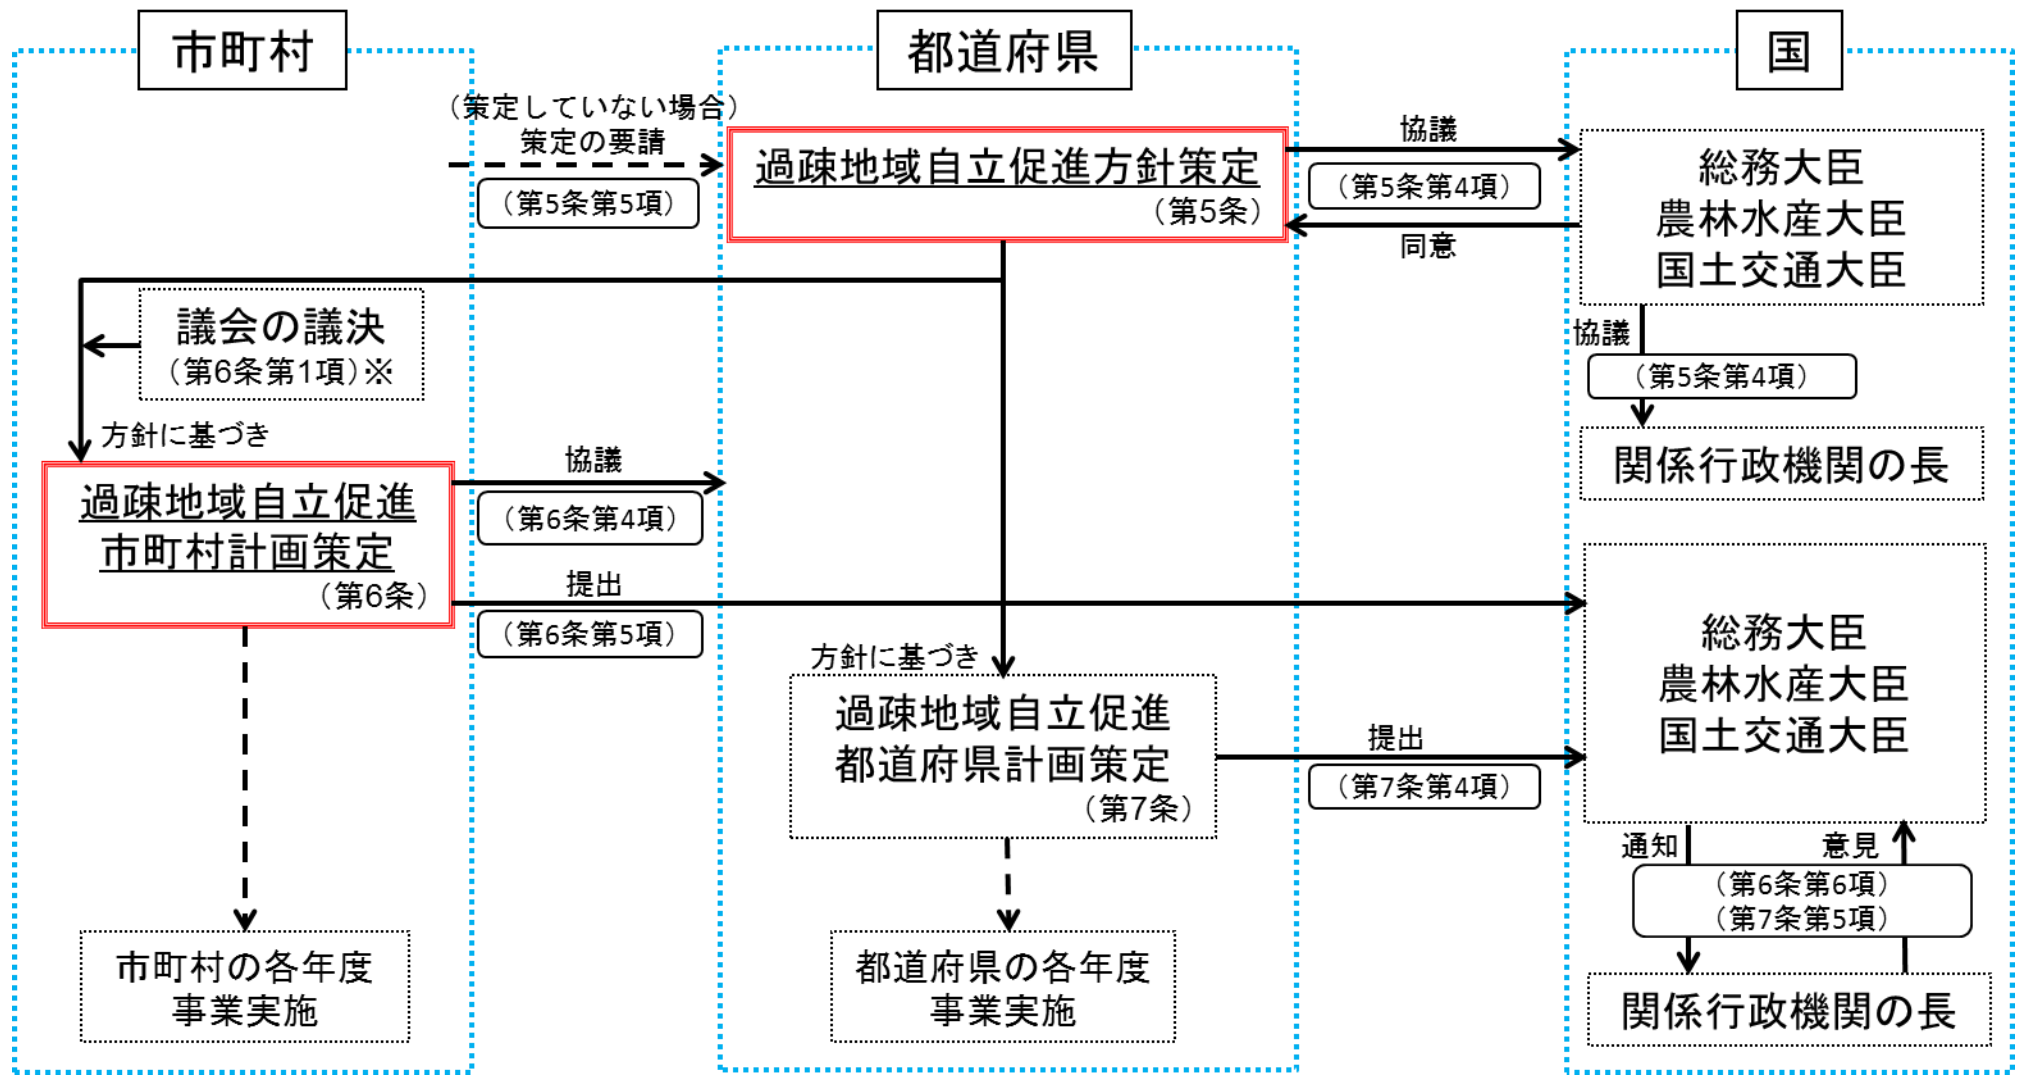 市町村
都道府県
国
（策定していない場合）
策定の要請
（第5条第5項）
過疎地域自立促進方針策定
（第5条）
協議
（第5条第4項）
同意
総務大臣
農林水産大臣
国土交通大臣
協議
（第5条第4項）
関係行政機関の長
議会の議決
（第6条第1項）※
方針に基づき
過疎地域自立促進
市町村計画策定
（第6条）
協議
（第6条第4項）
提出
（第6条第5項）
方針に基づき
過疎地域自立促進
都道府県計画策定
（第7条）
提出
（第7条第4項）
総務大臣
農林水産大臣
国土交通大臣
通知
意見
（第6条第6項）
（第7条第5項）
関係行政機関の長
市町村の各年度
事業実施
都道府県の各年度
事業実施